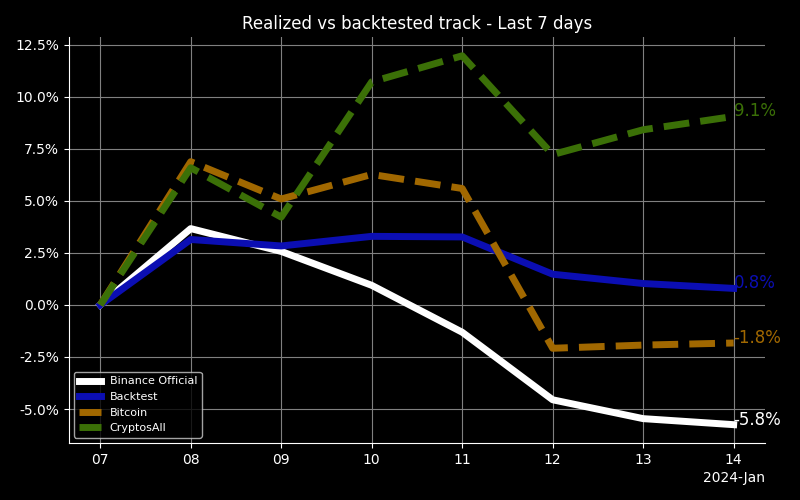 Realized vs backtested track - Last 7 days
12.5%
10.0%
7.5%
5.0%
2.5%
0.0%
-2.5%
-5.0%
9.1%
0.8%
-1.8%
-5.8%
Binance Official
Backtest
Bitcoin
CryptosAll
07 08 09 10 11 12 13 14
2024-Jan